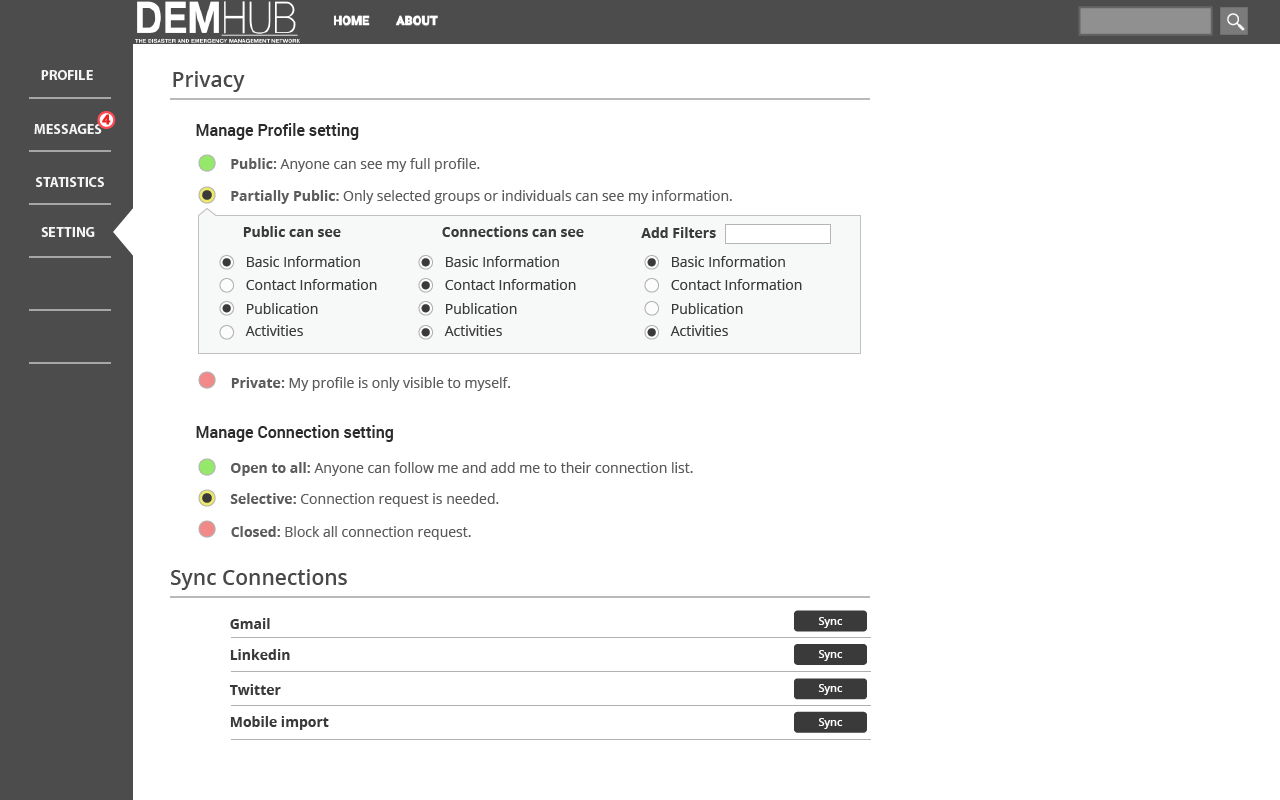 DEMHUB
THE DISASTER AND EMERGENCY MANAGEMENT NETWORK
HOME ABOUT
PROFILE
MESSAGES 4
STATISTICS
SETTING
Privacy
Manage Profile setting
Public: Anyone can see my full profile.
Partially Public: Only selected groups or individuals can see my information.
Public can see Connections can see Add Filters
Basic Information Basic Information Basic Information
Contact Information Contact Information Contact Information
Publication Publication Publication
Activities Activities Activities
Private: My profile is only visible to myself.
Manage Connection setting
Open to all: Anyone can follow me and add me to their connection list.
Selective: Connection request is needed.
Closed: Block all connection request.
Sync Connections
Gmail Sync
Linkedin Sync
Twitter Sync
Mobile import Sync